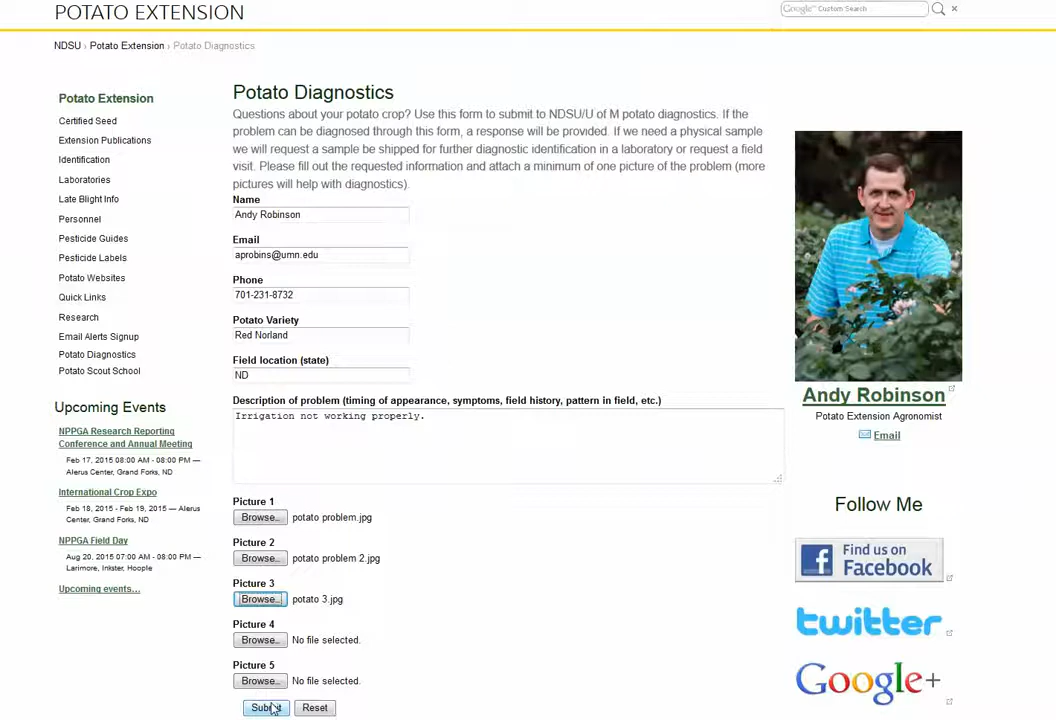 POTATO EXTENSION
Google Custom Search
NDSU › Potato Extension › Potato Diagnostics
Potato Extension
Certified Seed
Extension Publications
Identification
Laboratories
Late Blight Info
Personnel
Pesticide Guides
Pesticide Labels
Potato Websites
Quick Links
Research
Email Alerts Signup
Potato Diagnostics
Potato Scout School
Upcoming Events
NPPGA Research Reporting
Conference and Annual Meeting
Feb 17, 2015 08:00 AM - 08:00 PM —
Alerus Center, Grand Forks, ND
International Crop Expo
Feb 18, 2015 - Feb 19, 2015 — Alerus
Center, Grand Forks, ND
NPPGA Field Day
Aug 20, 2015 07:00 AM - 08:00 PM —
Larimore, Inkster, Hoople
Upcoming events…
Potato Diagnostics
Questions about your potato crop? Use this form to submit to NDSU/U of M potato diagnostics. If the
problem can be diagnosed through this form, a response will be provided. If we need a physical sample
we will request a sample be shipped for further diagnostic identification in a laboratory or request a field
visit. Please fill out the requested information and attach a minimum of one picture of the problem (more
pictures will help with diagnostics).
Name
Andy Robinson
Email
aprobins@umn.edu
Phone
701-231-8732
Potato Variety
Red Norland
Field location (state)
ND
Description of problem (timing of appearance, symptoms, field history, pattern in field, etc.)
Irrigation not working properly.
Picture 1
Browse… potato problem.jpg
Picture 2
Browse… potato problem 2.jpg
Picture 3
Browse… potato 3.jpg
Picture 4
Browse… No file selected.
Picture 5
Browse… No file selected.
Submit Reset
Andy Robinson
Potato Extension Agronomist
Email
Follow Me
Find us on
Facebook
twitter
Google+